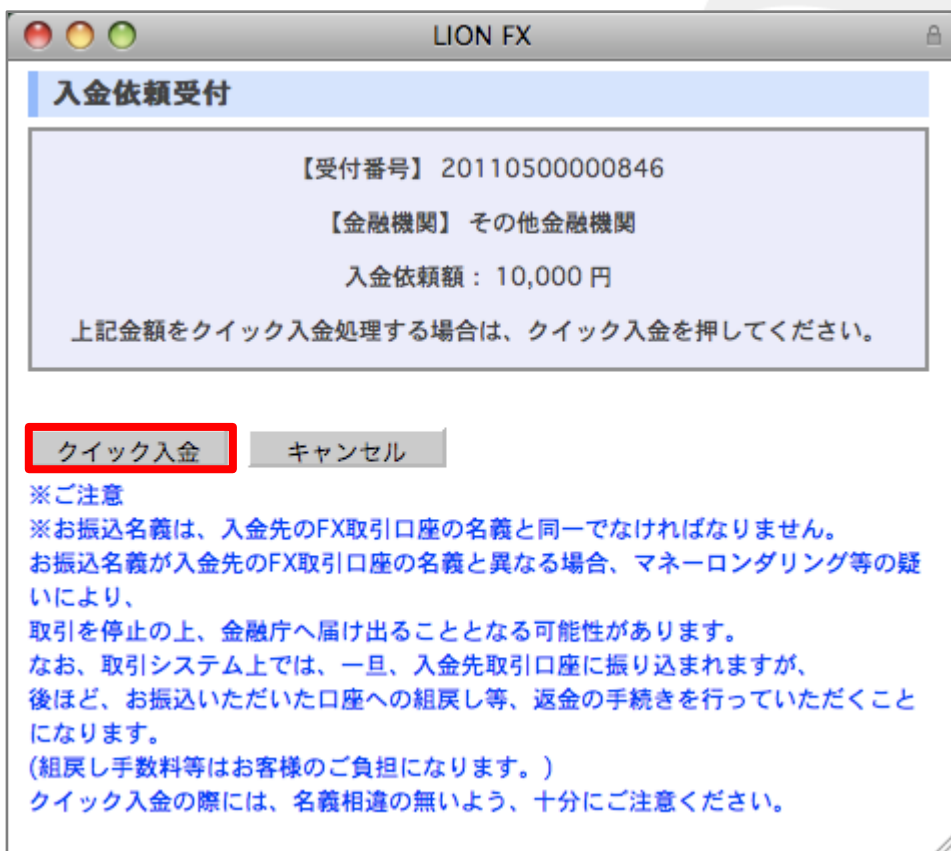 LION FX
入金依頼受付
【受付番号】 20110500000846
【金融機関】 その他金融機関
入金依頼額： 10,000 円
上記金額をクイック入金処理する場合は、クイック入金を押してください。
クイック入金 キャンセル
※ご注意
※お振込名義は、入金先のFX取引口座の名義と同一でなければなりません。
お振込名義が入金先のFX取引口座の名義と異なる場合、マネーロンダリング等の疑
いにより、
取引を停止の上、金融庁へ届け出ることとなる可能性があります。
なお、取引システム上では、一旦、入金先取引口座に振り込まれますが、
後ほど、お振込いただいた口座への組戻し等、返金の手続きを行っていただくこと
になります。
(組戻し手数料等はお客様のご負担になります。)
クイック入金の際には、名義相違の無いよう、十分にご注意ください。